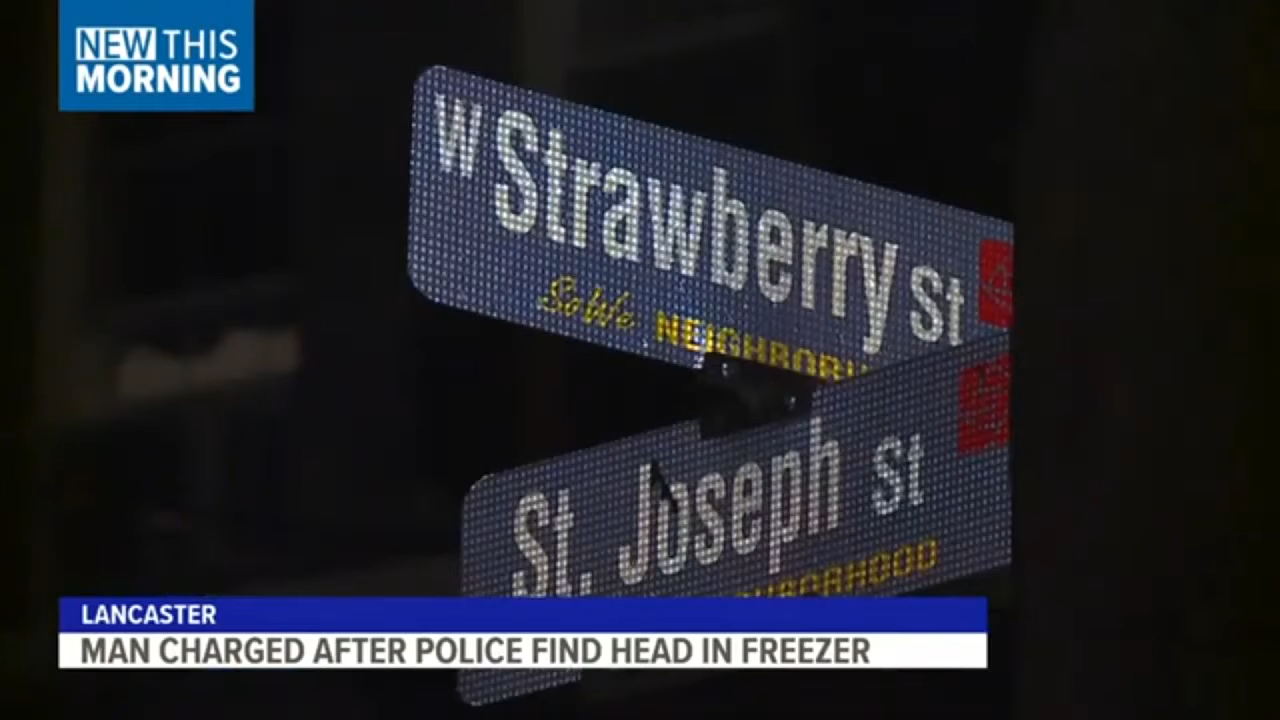 NEW THIS
MORNING
W Strawberry St
SoWe NEIGHBORH
St. Joseph St
LANCASTER
MAN CHARGED AFTER POLICE FIND HEAD IN FREEZER